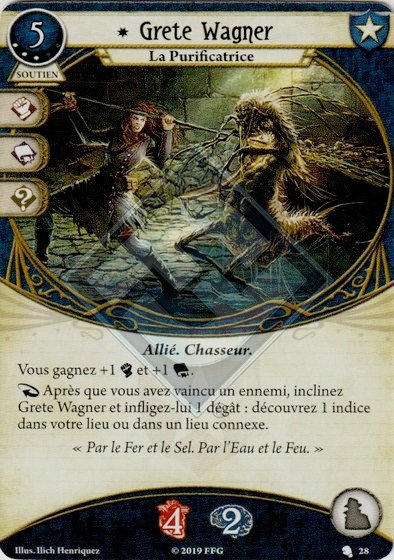 5
Grete Wagner
SOUTIEN
La Purificatrice
Allié. Chasseur.
Vous gagnez +1 et +1 .
Après que vous avez vaincu un ennemi, inclinez
Grete Wagner et infligez-lui 1 dégât : découvrez 1 indice
dans votre lieu ou dans un lieu connexe.
« Par le Fer et le Sel. Par l'Eau et le Feu. »
4
2
Illus. Ilich Henriquez
© 2019 FFG
28